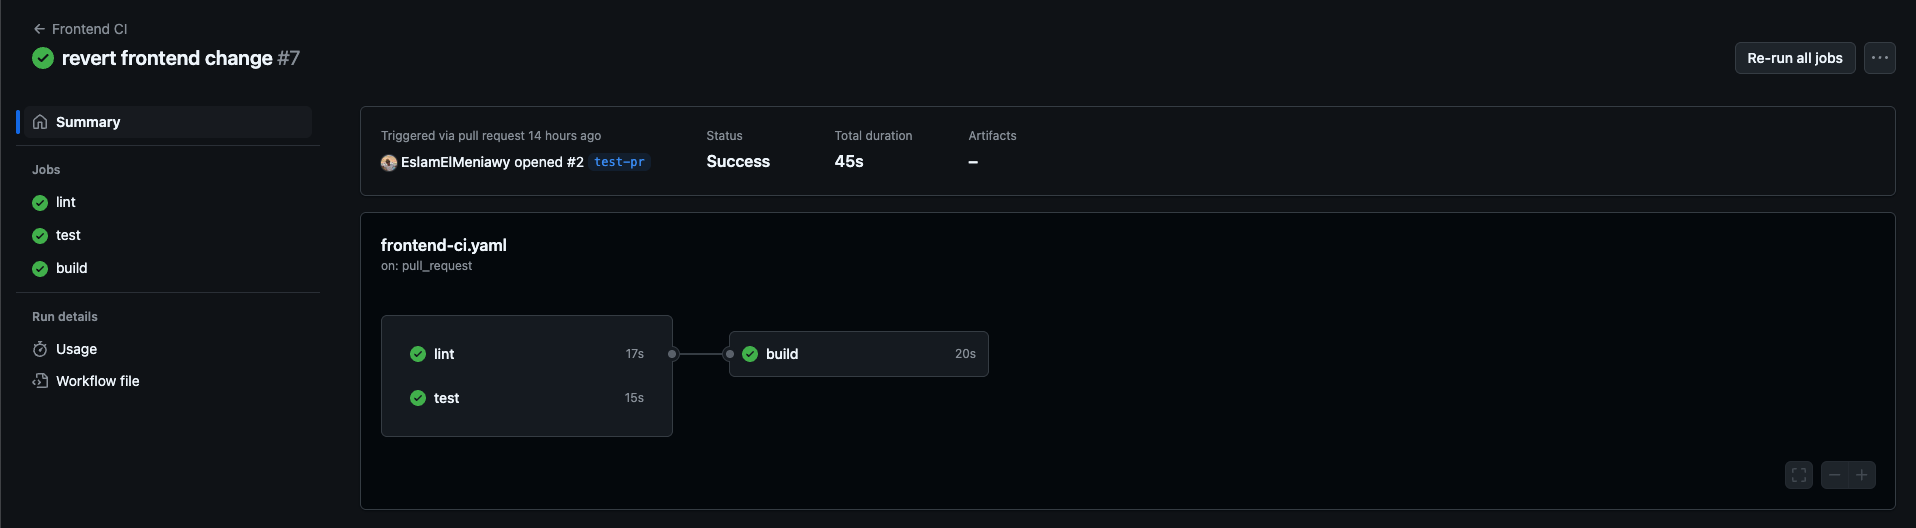 ← Frontend CI
revert frontend change #7
Re-run all jobs
...
Summary
Jobs
lint
test
build
Run details
Usage
Workflow file
Triggered via pull request 14 hours ago
EslamElMeniawy opened #2 test-pr
Status
Success
Total duration
45s
Artifacts
–
frontend-ci.yaml
on: pull_request
lint 17s
test 15s
build 20s